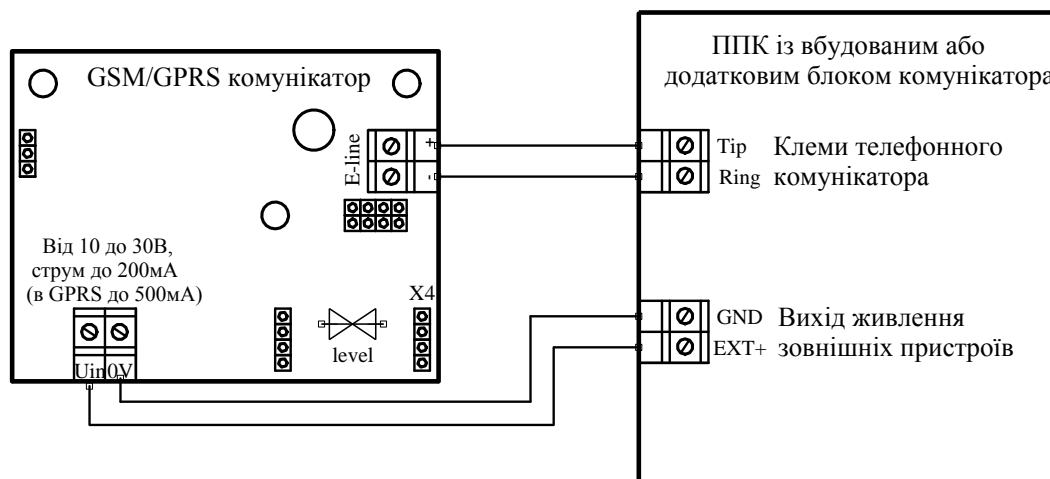 GSM/GPRS комунікатор
E-line
+
-
Від 10 до 30В,
струм до 200мА
(в GPRS до 500мА)
X4
level
Uin 0V
ППК із вбудованим або
додатковим блоком комунікатора
Tip
Ring
Клеми телефонного
комунікатора
GND
EXT+
Вихід живлення
зовнішніх пристроїв